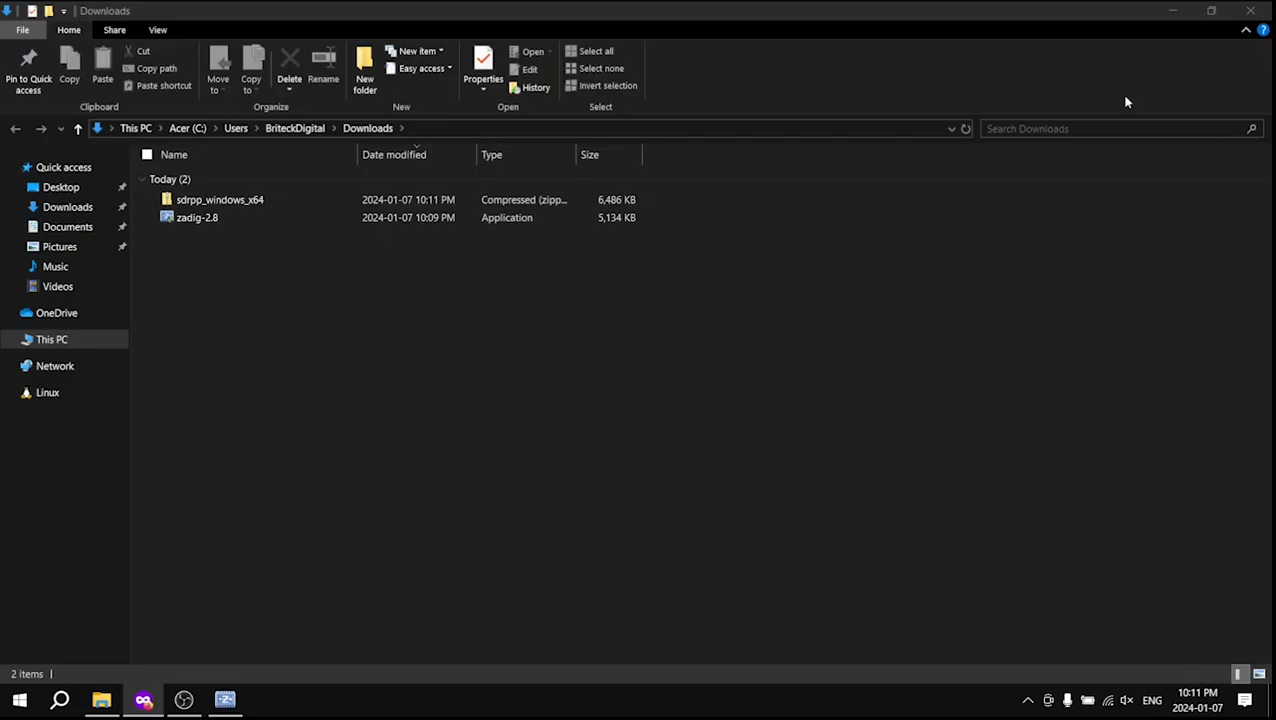 Downloads
File Home Share View
Pin to Quick access
Copy
Paste
Cut
Copy path
Paste shortcut
Clipboard
Move to
Copy to
Delete
Rename
Organize
New folder
New item
Easy access
New
Properties
Open
Edit
History
Open
Select all
Select none
Invert selection
Select
This PC > Acer (C:) > Users > BriteckDigital > Downloads >
Search Downloads
Name Date modified Type Size
Today (2)
sdrpp_windows_x64 2024-01-07 10:11 PM Compressed (zipp... 6,486 KB
zadig-2.8 2024-01-07 10:09 PM Application 5,134 KB
Quick access
Desktop
Downloads
Documents
Pictures
Music
Videos
OneDrive
This PC
Network
Linux
2 items
ENG
10:11 PM
2024-01-07